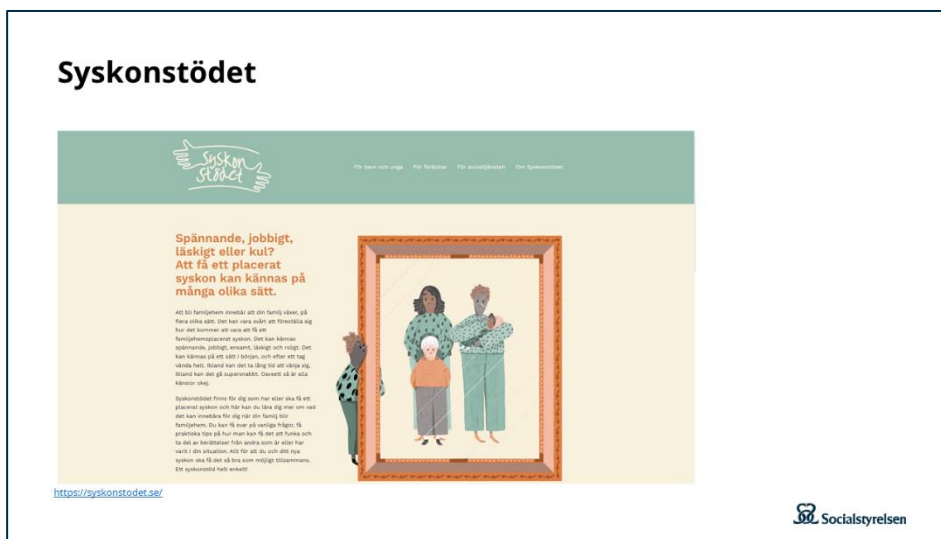 Syskonstödet
Syskon
Stödet
För barn och unga För föräldrar För socialtjänsten Om Syskonstödet
Spännande, jobbigt,
läskigt eller kul?
Att få ett placerat
syskon kan kännas på
många olika sätt.
Att bli familjehem innebär att din familj växer, på
flera olika sätt. Det kan vara svårt att föreställa sig
hur det kommer att vara att få ett
familjehemsplacerat syskon. Det kan kännas
spännande, jobbigt, ensamt, läskigt och roligt. Det
kan kännas på ett sätt i början, och efter ett tag
vända helt. Ibland kan det ta lång tid att vänja sig,
ibland kan det gå supersnabbt. Oavsett så är alla
känslor okej.
Syskonstödet finns för dig som har eller ska få ett
placerat syskon och här kan du lära dig mer om vad
det kan innebära för dig när din familj blir
familjehem. Du kan få svar på vanliga frågor, få
praktiska tips på hur man kan få det att funka och
ta del av berättelser från andra som är eller har
varit i din situation. Allt för att du och ditt nya
syskon ska få det så bra som möjligt tillsammans.
Ett syskonstöd helt enkelt!
https://syskonstodet.se/
Socialstyrelsen